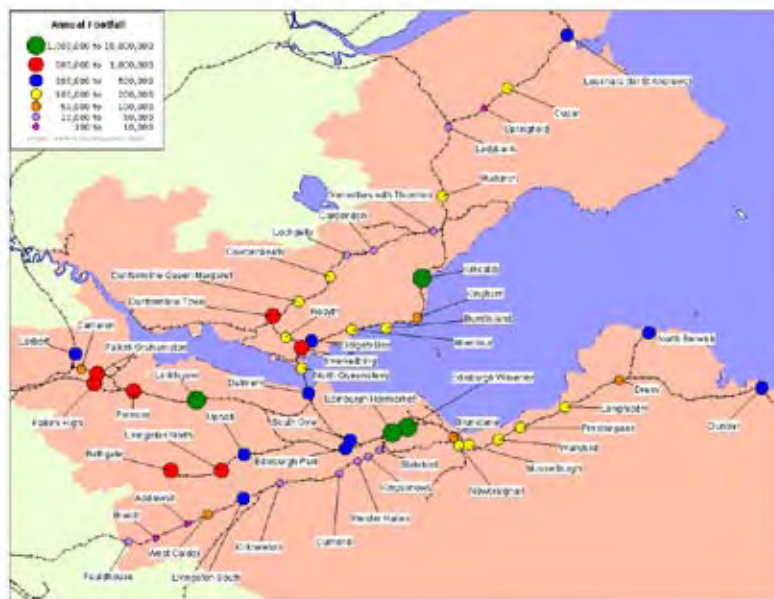 Annual Footfall
1,000,000 to 10,000,000
500,000 to 1,000,000
200,000 to 500,000
100,000 to 200,000
50,000 to 100,000
to 50,000
to 10,000
Leuchars (for St Andrews)
Cupar
Springfield
Ladybank
Markinch
Glenrothes with Thornton
Cardenden
Lochgelly
Cowdenbeath
Dunfermline Queen Margaret
Dunfermline Town
Rosyth
Kirkcaldy
Kinghorn
Burntisland
Aberdour
Dalgety Bay
Inverkeithing
North Queensferry
Dalmeny
Larbert
Camelon
Falkirk Grahamston
Falkirk High
Polmont
Linlithgow
Uphall
Livingston North
Bathgate
South Gyle
Edinburgh Park
Edinburgh Haymarket
Edinburgh Waverley
Brunstane
Newcraighall
Musselburgh
Wallyford
Prestonpans
Longniddry
Drem
North Berwick
Dunbar
Slateford
Kingsknowe
Wester Hailes
Curriehill
Kirknewton
Livingston South
West Calder
Addiewell
Breich
Fauldhouse